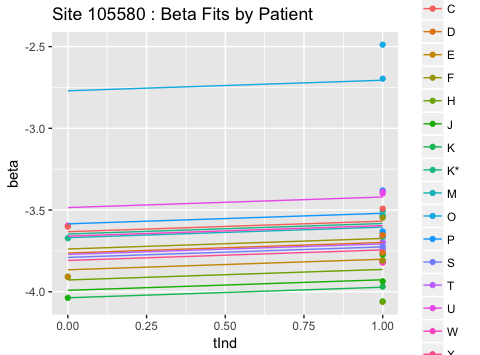 Site 105580 : Beta Fits by Patient
-2.5
-3.0
-3.5
-4.0
beta
0.00
0.25
0.50
0.75
1.00
tInd
C
D
E
F
H
J
K
K*
M
O
P
S
T
U
W